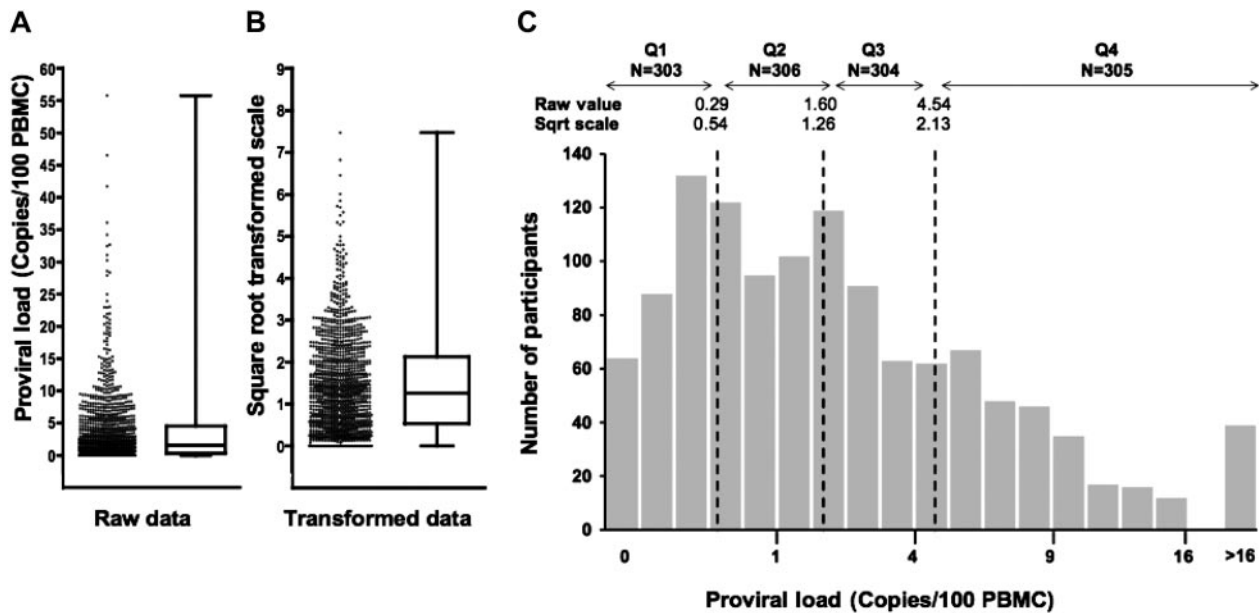 A
Proviral load (Copies/100 PBMC)
60
55
50
45
40
35
30
25
20
15
10
5
0
Raw data
B
Square root transformed scale
9
8
7
6
5
4
3
2
1
0
Transformed data
C
Q1 Q2 Q3 Q4
N=303 N=306 N=304 N=305
Raw value 0.29 1.60 4.54
Sqrt scale 0.54 1.26 2.13
Number of participants
140
120
100
80
60
40
20
0
0 1 4 9 16 >16
Proviral load (Copies/100 PBMC)